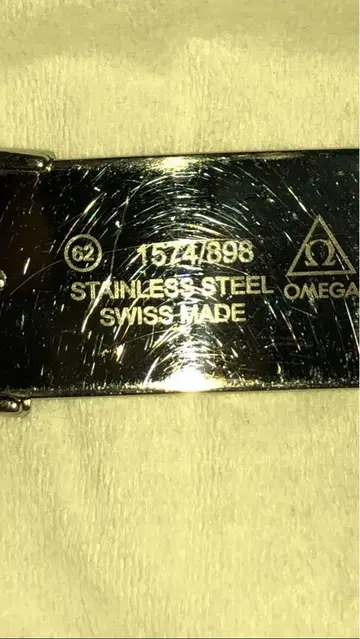 62 1574/898
STAINLESS STEEL
SWISS MADE
Ω
OMEGA